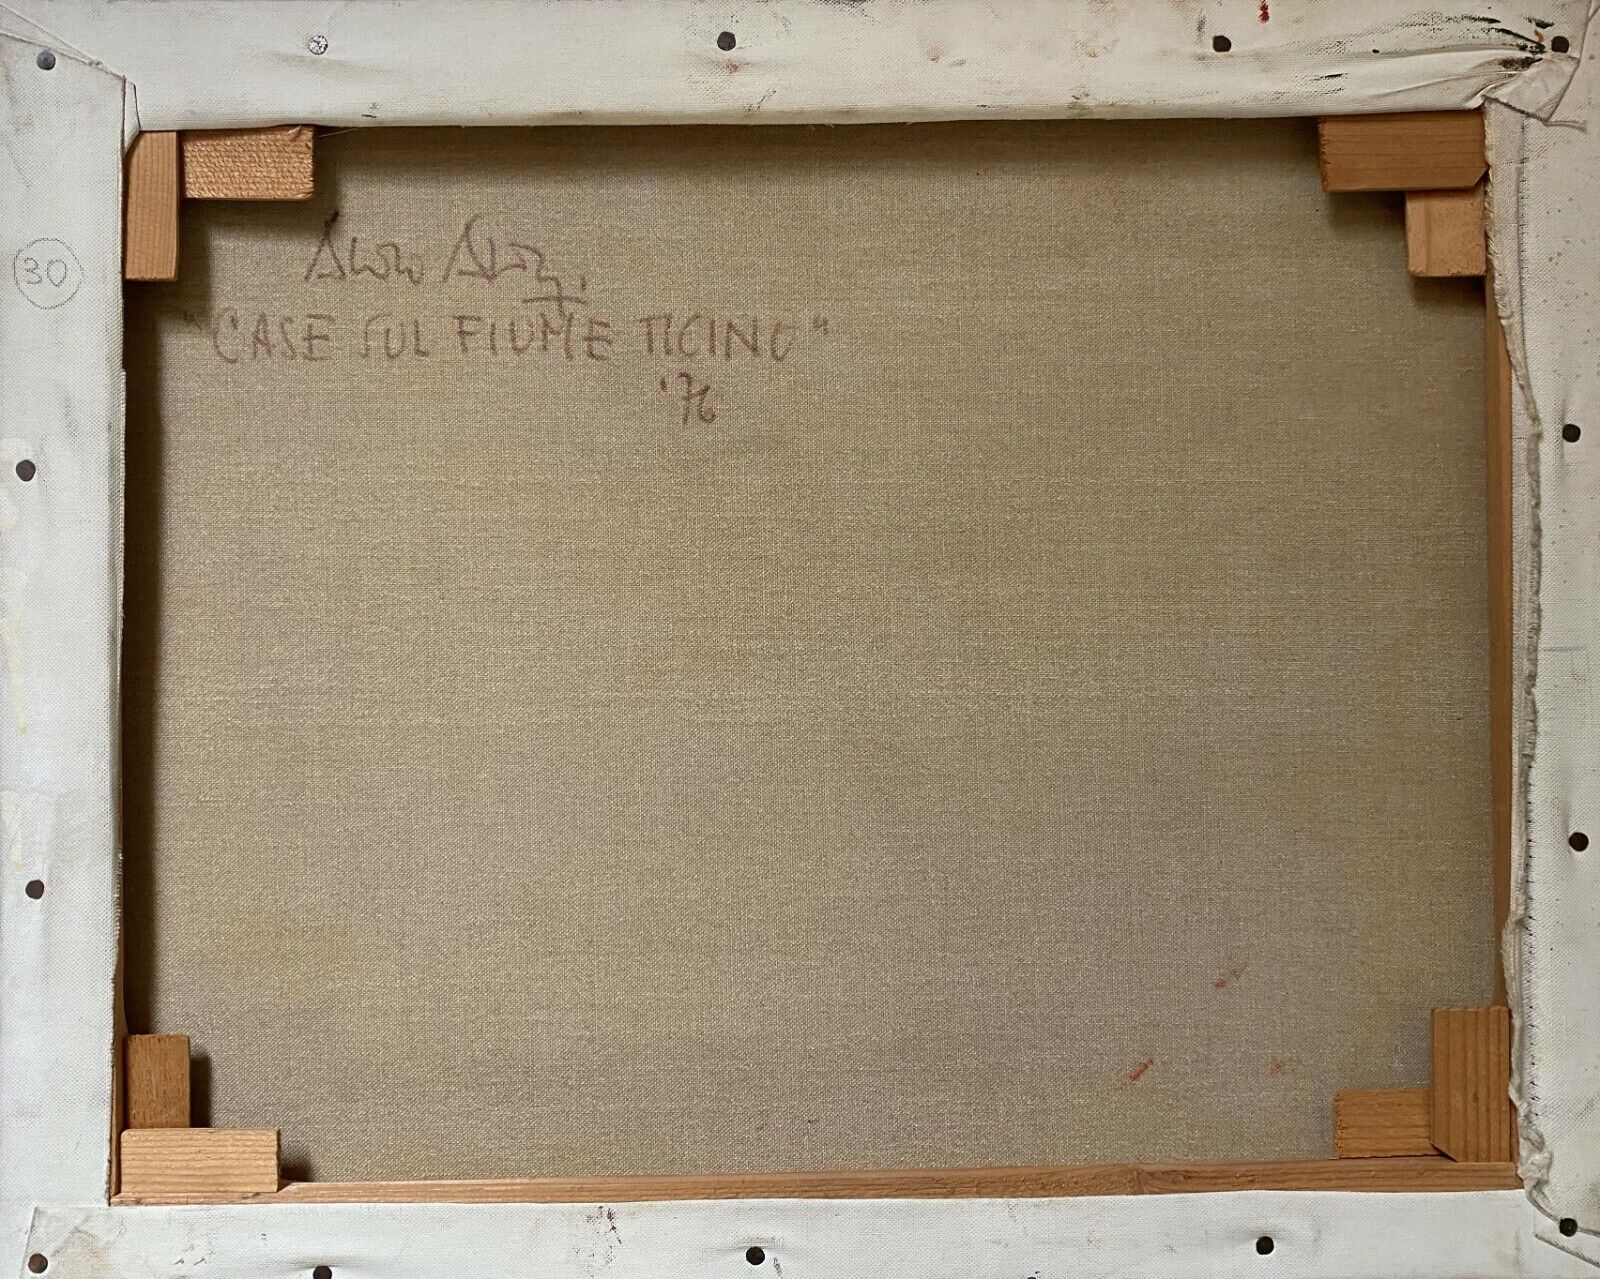 30
"CASE SUL FIUME TICINO"
'76